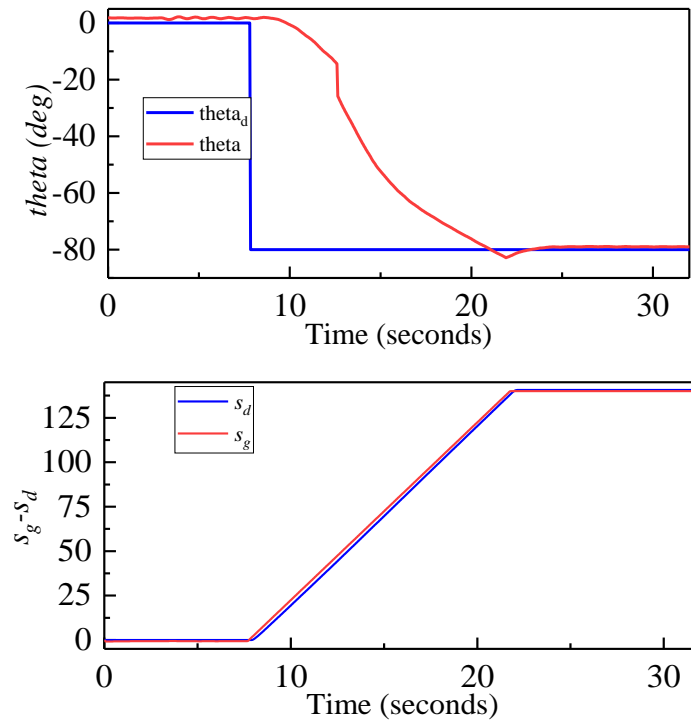 0
-20
-40
-60
-80
theta (deg)
theta_d
theta
0 10 20 30
Time (seconds)
125
100
75
50
25
0
s_g-s_d
s_d
s_g
0 10 20 30
Time (seconds)